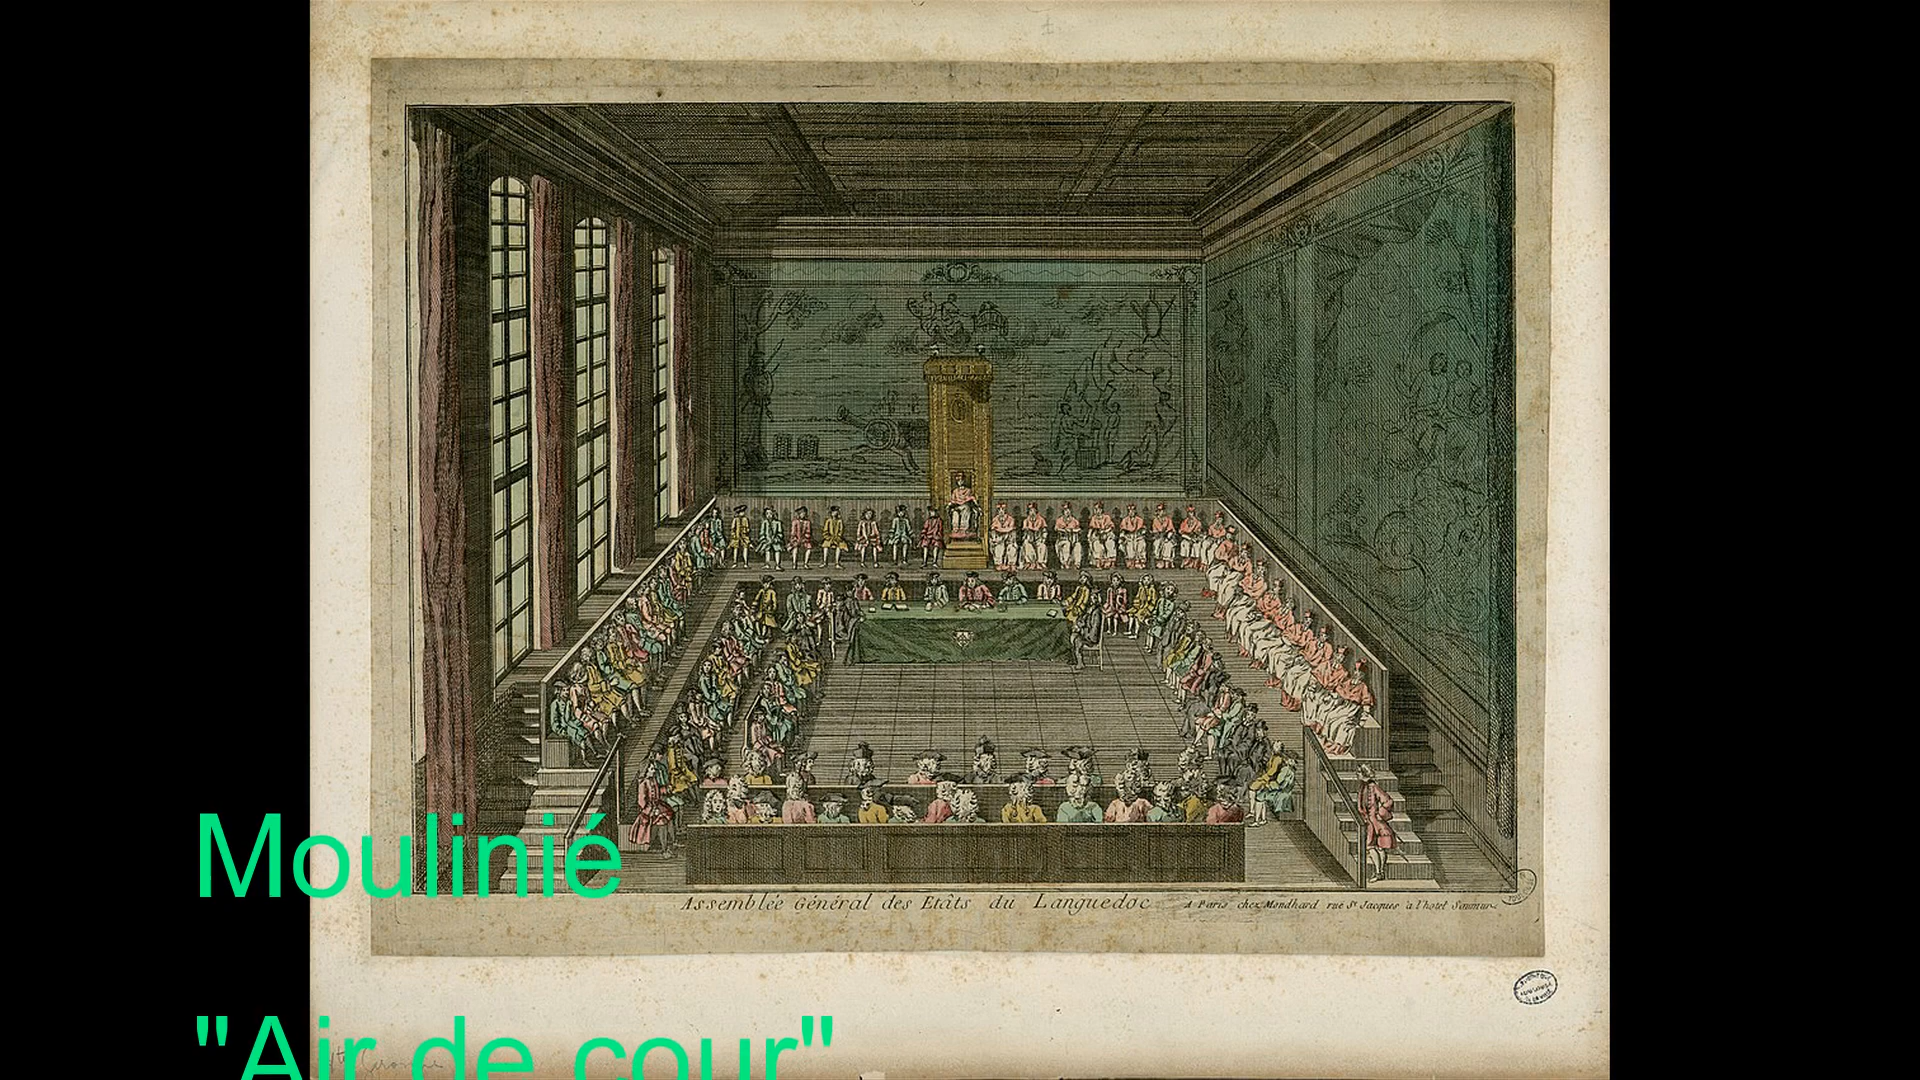 Assemblée Général des Etâts du Languedoc A Paris chez Mondhard rue St Jacques a l'hotel Saumur
Moulinié
"Air de cour"